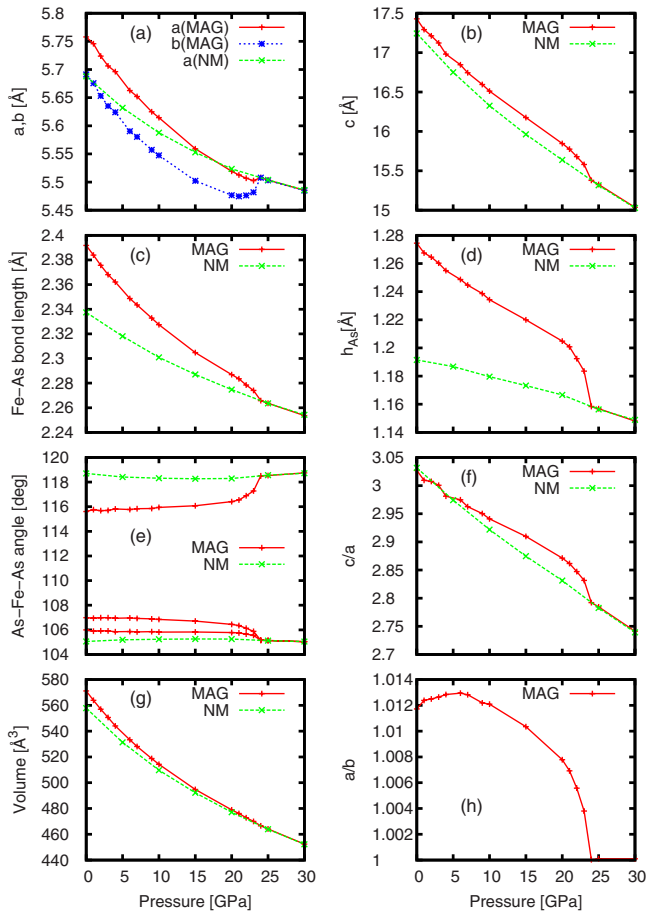 5.8
5.75
5.7
5.65
5.6
5.55
5.5
5.45
a,b [Å]
(a)
a(MAG)
b(MAG)
a(NM)
17.5
17
16.5
16
15.5
15
c [Å]
(b)
MAG
NM
2.4
2.38
2.36
2.34
2.32
2.3
2.28
2.26
2.24
Fe−As bond length [Å]
(c)
MAG
NM
1.28
1.26
1.24
1.22
1.2
1.18
1.16
1.14
hAs[Å]
(d)
MAG
NM
120
118
116
114
112
110
108
106
104
As−Fe−As angle [deg]
(e)
MAG
NM
3.05
3
2.95
2.9
2.85
2.8
2.75
2.7
c/a
(f)
MAG
NM
580
560
540
520
500
480
460
440
Volume [Å3]
(g)
MAG
NM
0 5 10 15 20 25 30
Pressure [GPa]
1.014
1.012
1.01
1.008
1.006
1.004
1.002
1
a/b
MAG
(h)
0 5 10 15 20 25 30
Pressure [GPa]